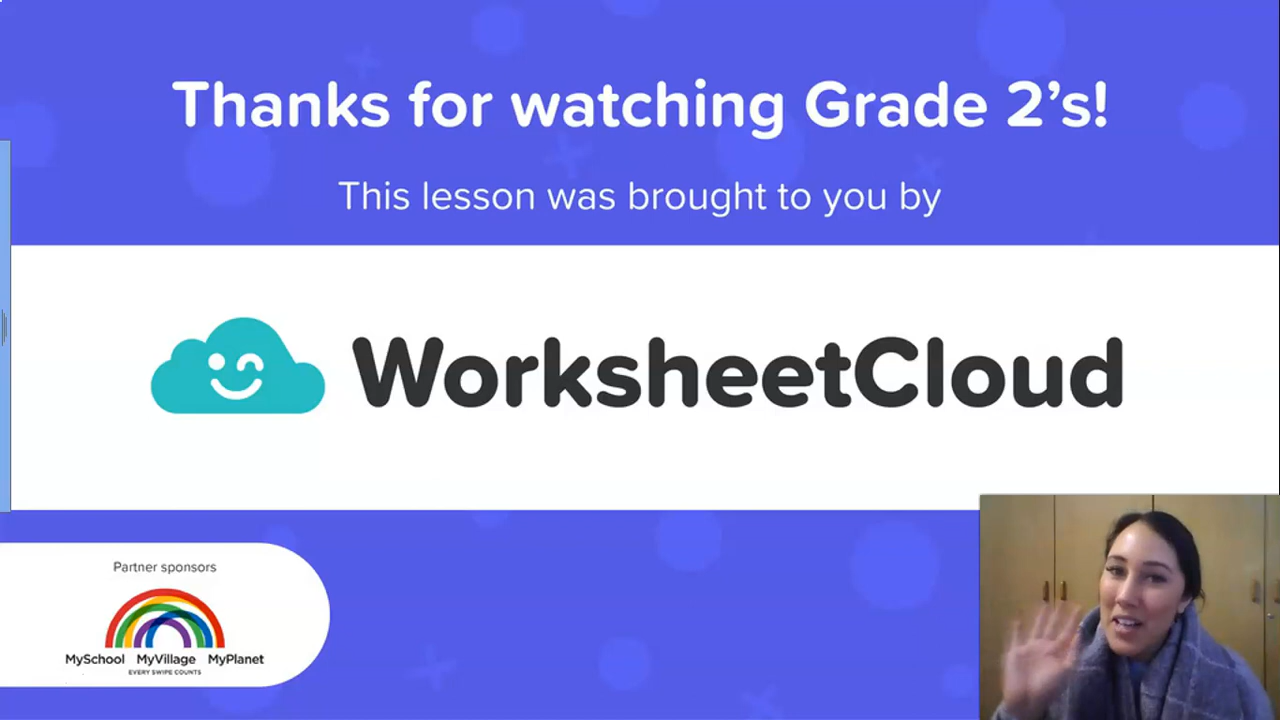 Thanks for watching Grade 2’s!
This lesson was brought to you by
WorksheetCloud
Partner sponsors
MySchool MyVillage MyPlanet
EVERY SWIPE COUNTS